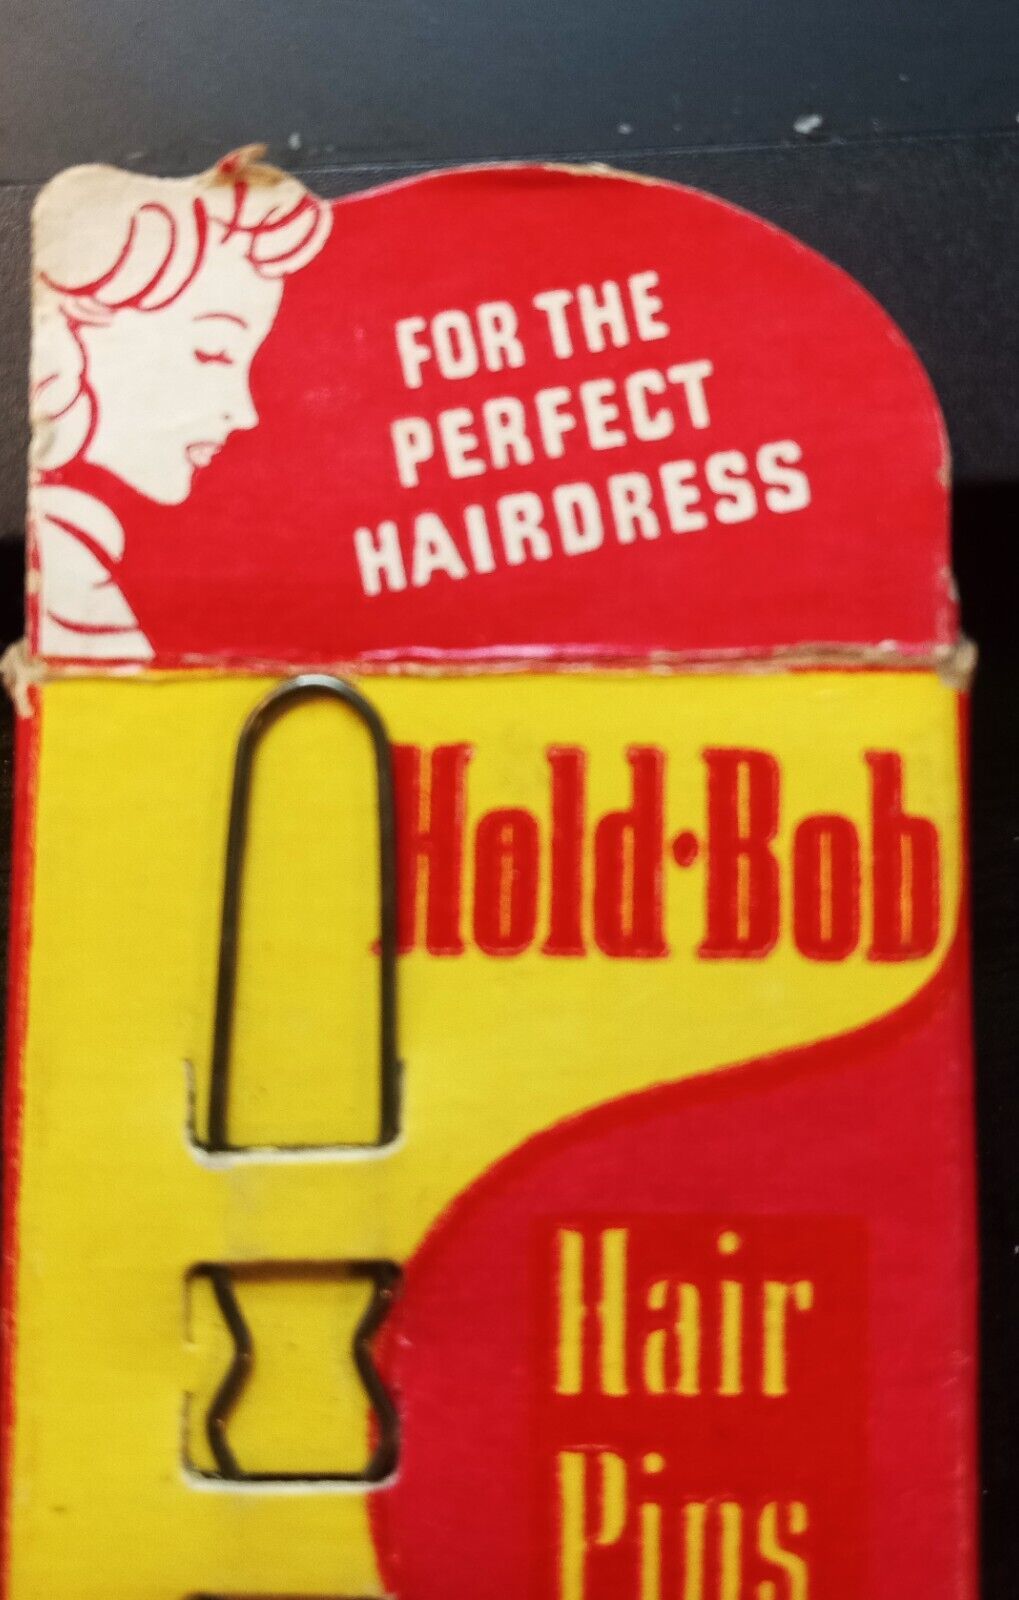 FOR THE
PERFECT
HAIRDRESS
Hold·Bob
Hair
Pins